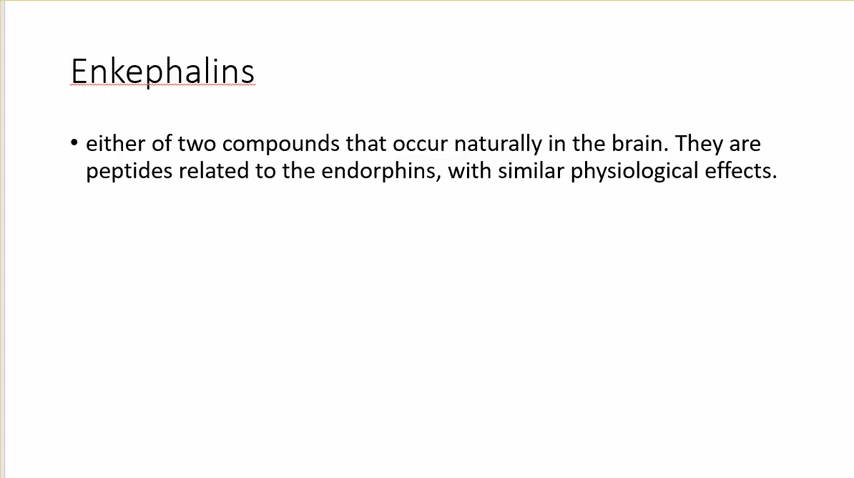 Enkephalins
• either of two compounds that occur naturally in the brain. They are
peptides related to the endorphins, with similar physiological effects.